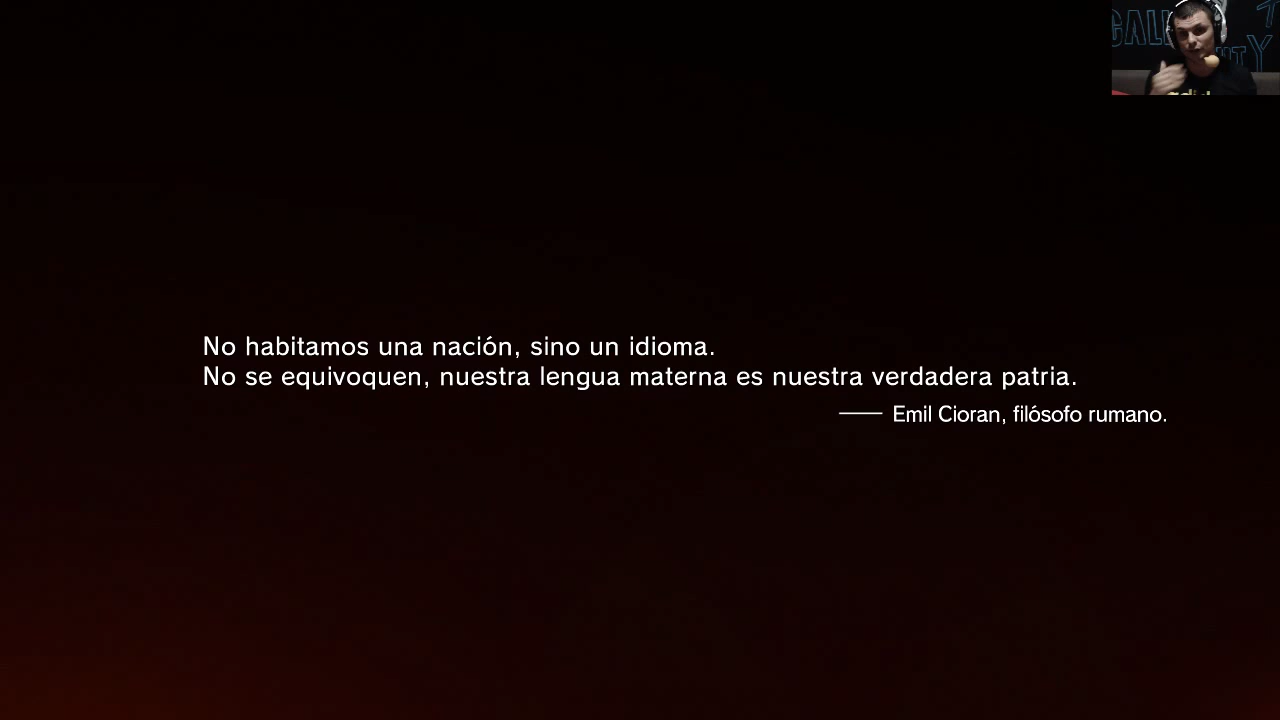 No habitamos una nación, sino un idioma.
No se equivoquen, nuestra lengua materna es nuestra verdadera patria.
—— Emil Cioran, filósofo rumano.
CALL